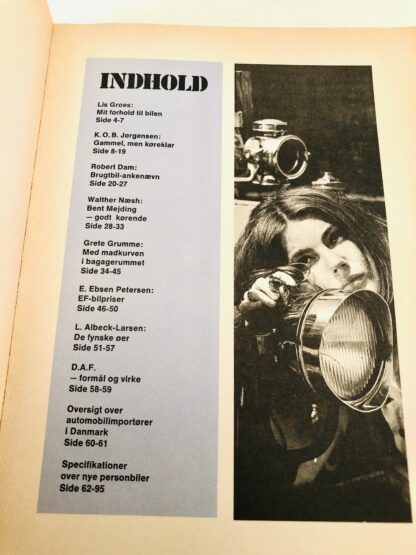 INDHOLD
Lis Groes:
Mit forhold til bilen
Side 4-7
K. O. B. Jørgensen:
Gammel, men køreklar
Side 8-19
Robert Dam:
Brugtbil-ankenævn
Side 20-27
Walther Næsh:
Bent Mejding
— godt kørende
Side 28-33
Grete Grumme:
Med madkurven
i bagagerummet
Side 34-45
E. Ebsen Petersen:
EF-bilpriser
Side 46-50
L. Albeck-Larsen:
De fynske øer
Side 51-57
D.A.F.
— formål og virke
Side 58-59
Oversigt over
automobilimportører
i Danmark
Side 60-61
Specifikationer
over nye personbiler
Side 62-95